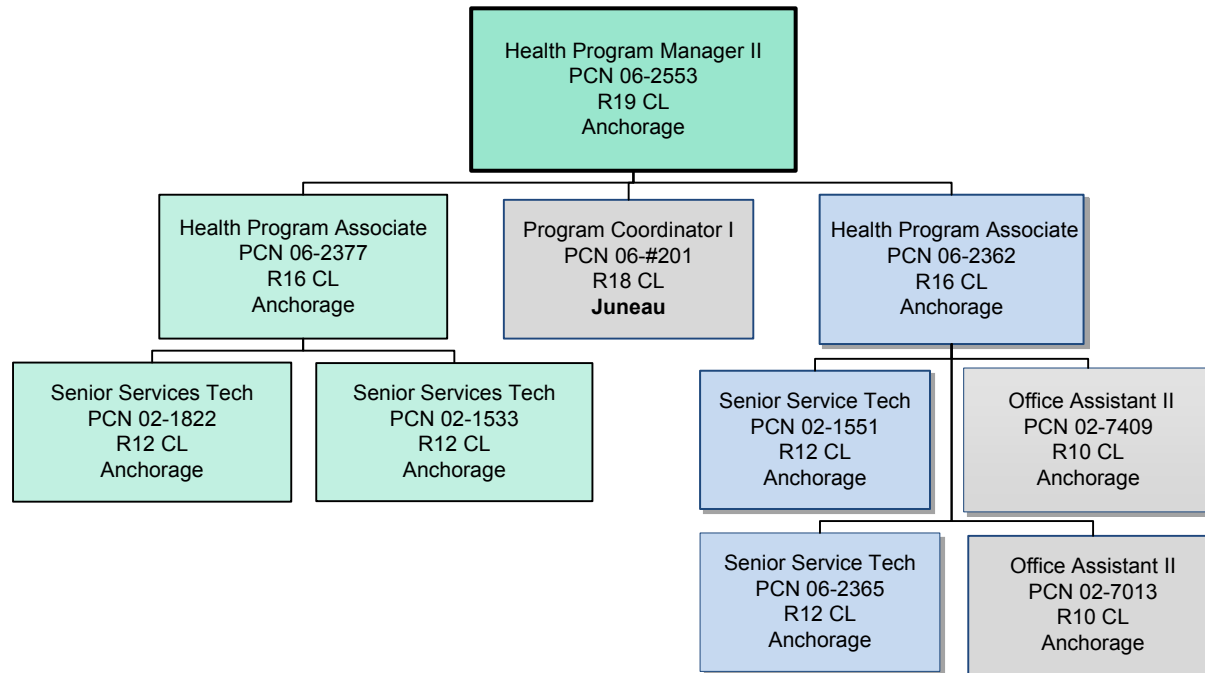 Health Program Manager II
PCN 06-2553
R19 CL
Anchorage
Health Program Associate
PCN 06-2377
R16 CL
Anchorage
Program Coordinator I
PCN 06-#201
R18 CL
Juneau
Health Program Associate
PCN 06-2362
R16 CL
Anchorage
Senior Services Tech
PCN 02-1822
R12 CL
Anchorage
Senior Services Tech
PCN 02-1533
R12 CL
Anchorage
Senior Service Tech
PCN 02-1551
R12 CL
Anchorage
Office Assistant II
PCN 02-7409
R10 CL
Anchorage
Senior Service Tech
PCN 06-2365
R12 CL
Anchorage
Office Assistant II
PCN 02-7013
R10 CL
Anchorage